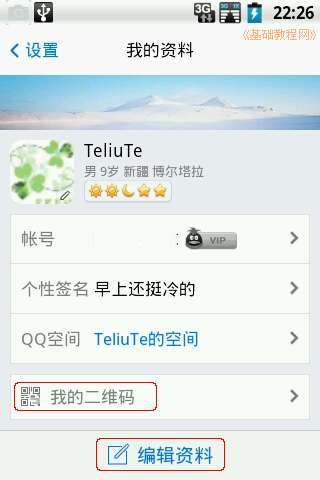 3G
22:26
《基础教程网》
设置
我的资料
TeliuTe
男 9岁 新疆 博尔塔拉
帐号
VIP
个性签名 早上还挺冷的
QQ空间 TeliuTe的空间
我的二维码
编辑资料